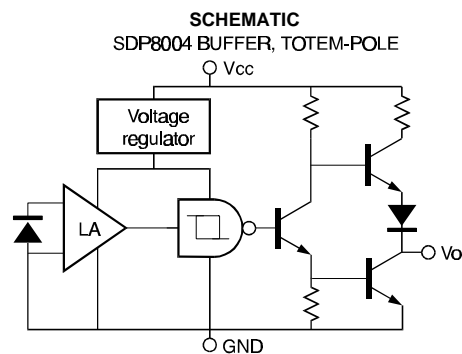 SCHEMATIC
SDP8004 BUFFER, TOTEM-POLE
Vcc
Voltage
regulator
LA
Vo
GND